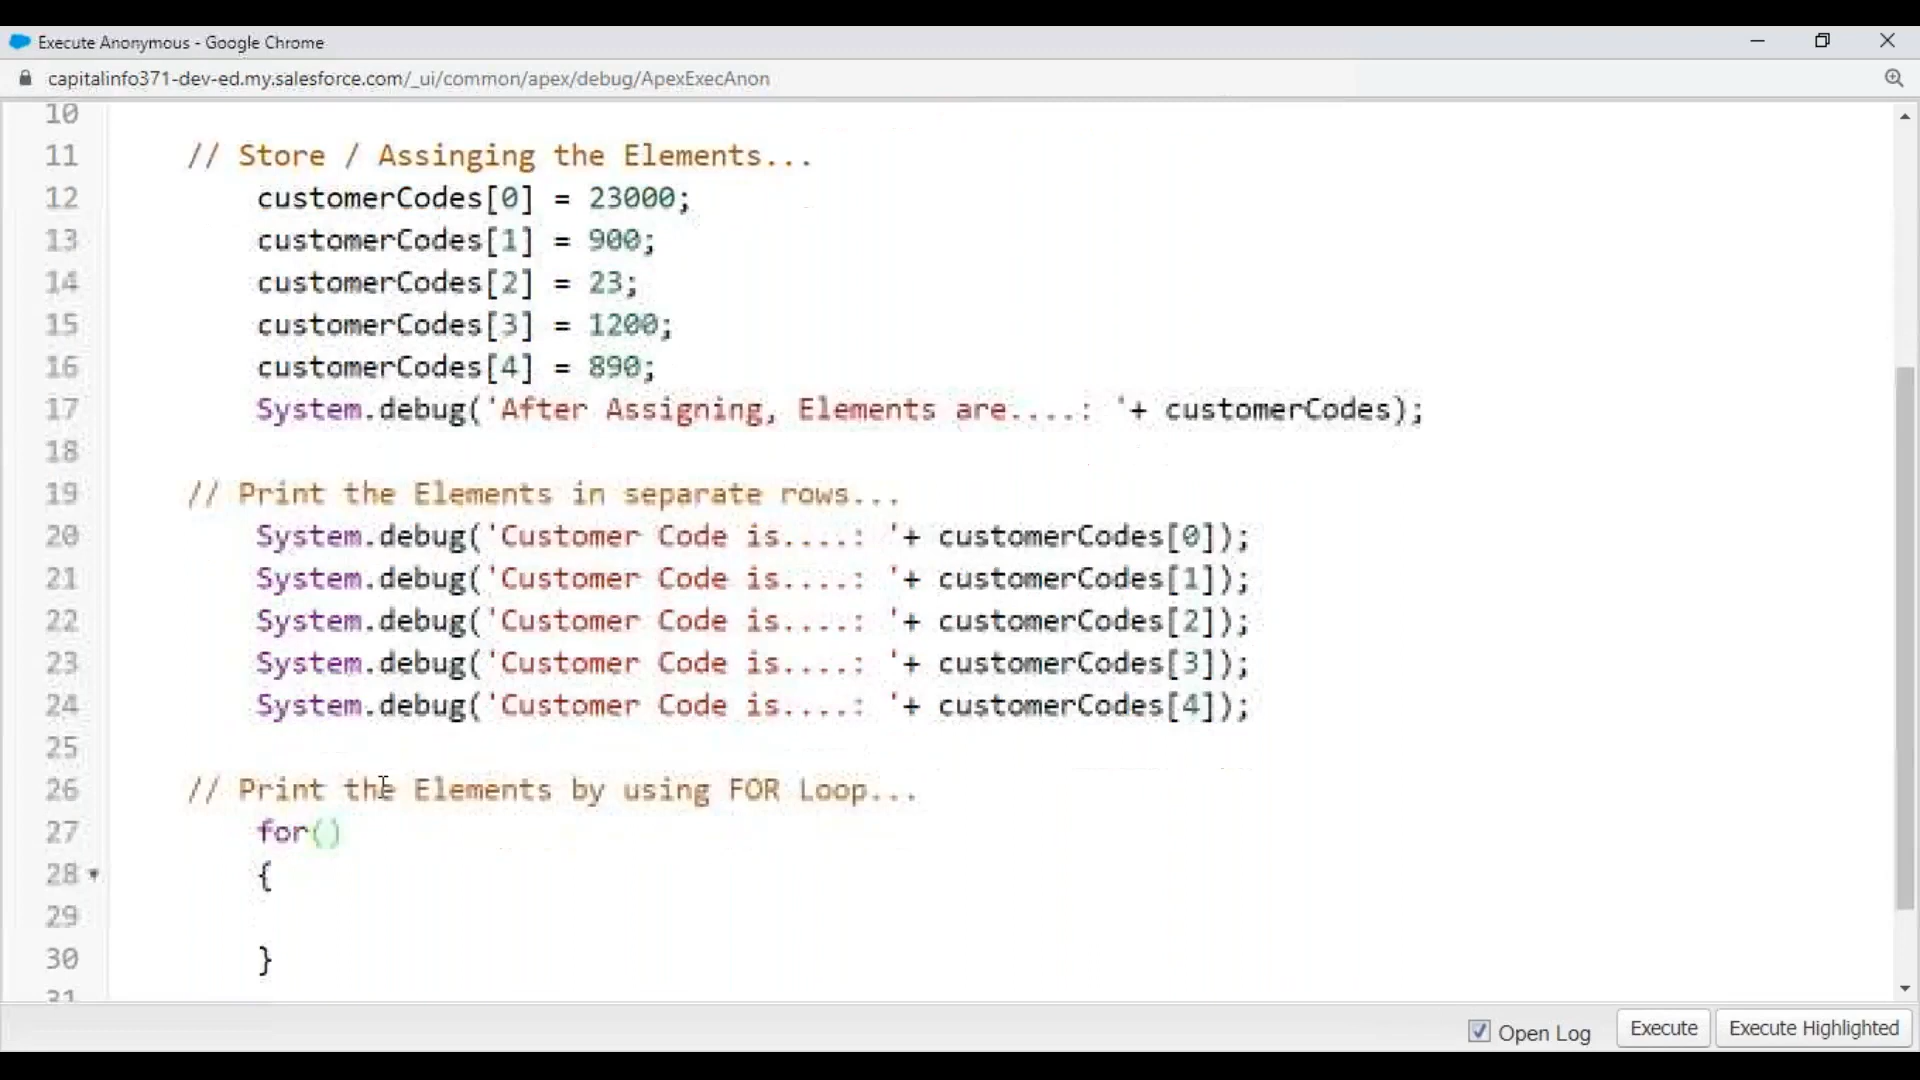 Execute Anonymous - Google Chrome
capitalinfo371-dev-ed.my.salesforce.com/_ui/common/apex/debug/ApexExecAnon
10
11 // Store / Assinging the Elements...
12 customerCodes[0] = 23000;
13 customerCodes[1] = 900;
14 customerCodes[2] = 23;
15 customerCodes[3] = 1200;
16 customerCodes[4] = 890;
17 System.debug('After Assigning, Elements are....: '+ customerCodes);
18
19 // Print the Elements in separate rows...
20 System.debug('Customer Code is....: '+ customerCodes[0]);
21 System.debug('Customer Code is....: '+ customerCodes[1]);
22 System.debug('Customer Code is....: '+ customerCodes[2]);
23 System.debug('Customer Code is....: '+ customerCodes[3]);
24 System.debug('Customer Code is....: '+ customerCodes[4]);
25
26 // Print the Elements by using FOR Loop...
27 for()
28 {
29
30 }
31
Open Log Execute Execute Highlighted